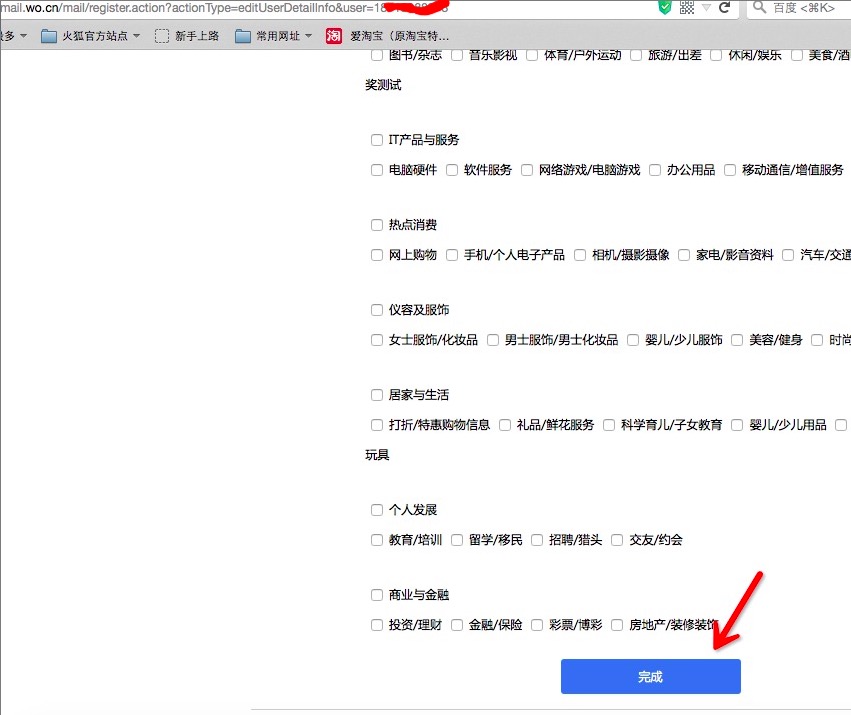 mail.wo.cn/mail/register.action?actionType=editUserDetailInfo&user=18
百度 <⌘K>
多 火狐官方站点 新手上路 常用网址 淘 爱淘宝（原淘宝特...
图书/杂志 音乐影视 体育/户外运动 旅游/出差 休闲/娱乐 美食/酒
奖测试
IT产品与服务
电脑硬件 软件服务 网络游戏/电脑游戏 办公用品 移动通信/增值服务
热点消费
网上购物 手机/个人电子产品 相机/摄影摄像 家电/影音资料 汽车/交通
仪容及服饰
女士服饰/化妆品 男士服饰/男士化妆品 婴儿/少儿服饰 美容/健身 时尚
居家与生活
打折/特惠购物信息 礼品/鲜花服务 科学育儿/子女教育 婴儿/少儿用品
玩具
个人发展
教育/培训 留学/移民 招聘/猎头 交友/约会
商业与金融
投资/理财 金融/保险 彩票/博彩 房地产/装修装饰
完成